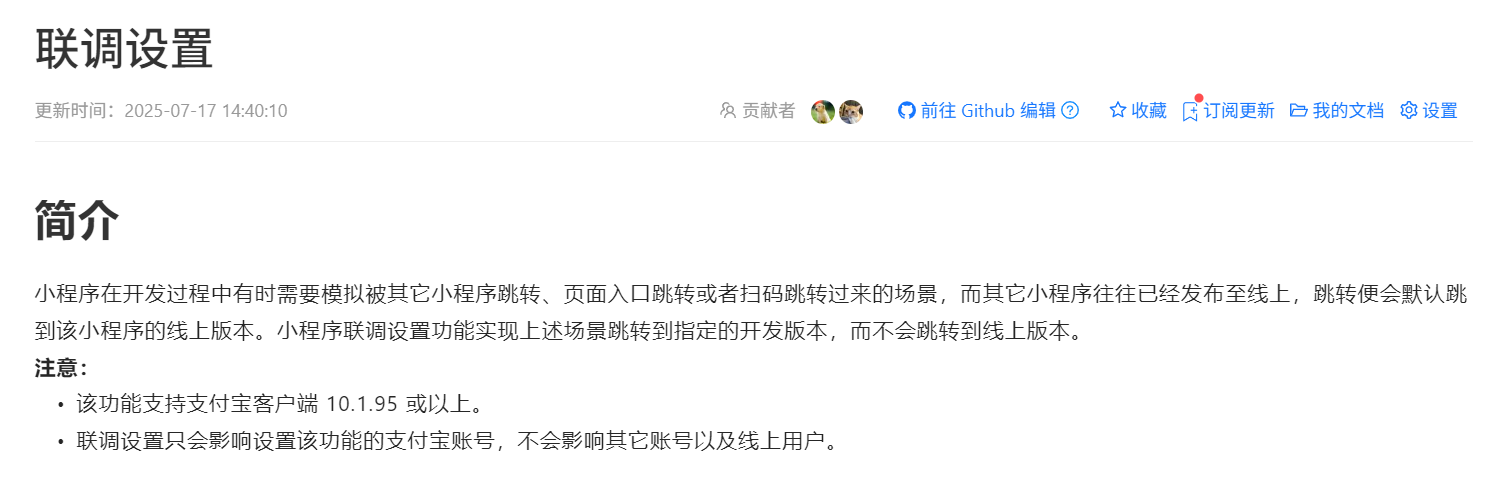 联调设置
更新时间：2025-07-17 14:40:10 贡献者 前往 Github 编辑 收藏 订阅更新 我的文档 设置
简介
小程序在开发过程中有时需要模拟被其它小程序跳转、页面入口跳转或者扫码跳转过来的场景，而其它小程序往往已经发布至线上，跳转便会默认跳
到该小程序的线上版本。小程序联调设置功能实现上述场景跳转到指定的开发版本，而不会跳转到线上版本。
注意：
• 该功能支持支付宝客户端 10.1.95 或以上。
• 联调设置只会影响设置该功能的支付宝账号，不会影响其它账号以及线上用户。